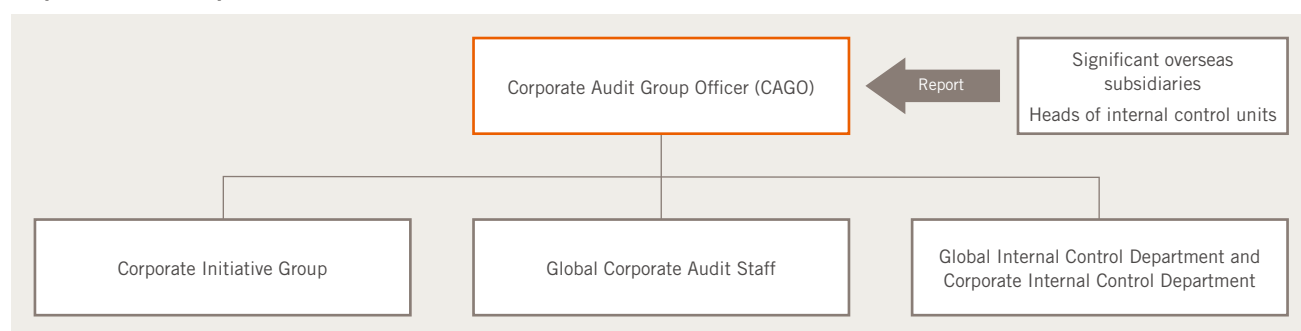 Corporate Audit Group Officer (CAGO)
Report
Significant overseas
subsidiaries
Heads of internal control units
Corporate Initiative Group
Global Corporate Audit Staff
Global Internal Control Department and
Corporate Internal Control Department